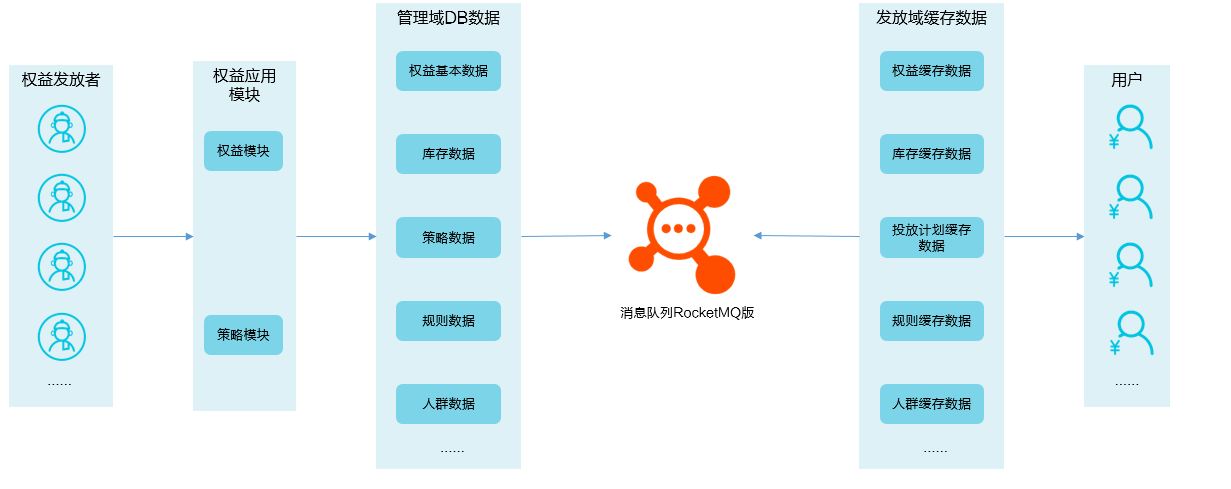 权益发放者
......
权益应用
模块
权益模块
策略模块
管理域DB数据
权益基本数据
库存数据
策略数据
规则数据
人群数据
......
消息队列RocketMQ版
发放域缓存数据
权益缓存数据
库存缓存数据
投放计划缓存
数据
规则缓存数据
人群缓存数据
......
用户
¥
¥
¥
¥
......